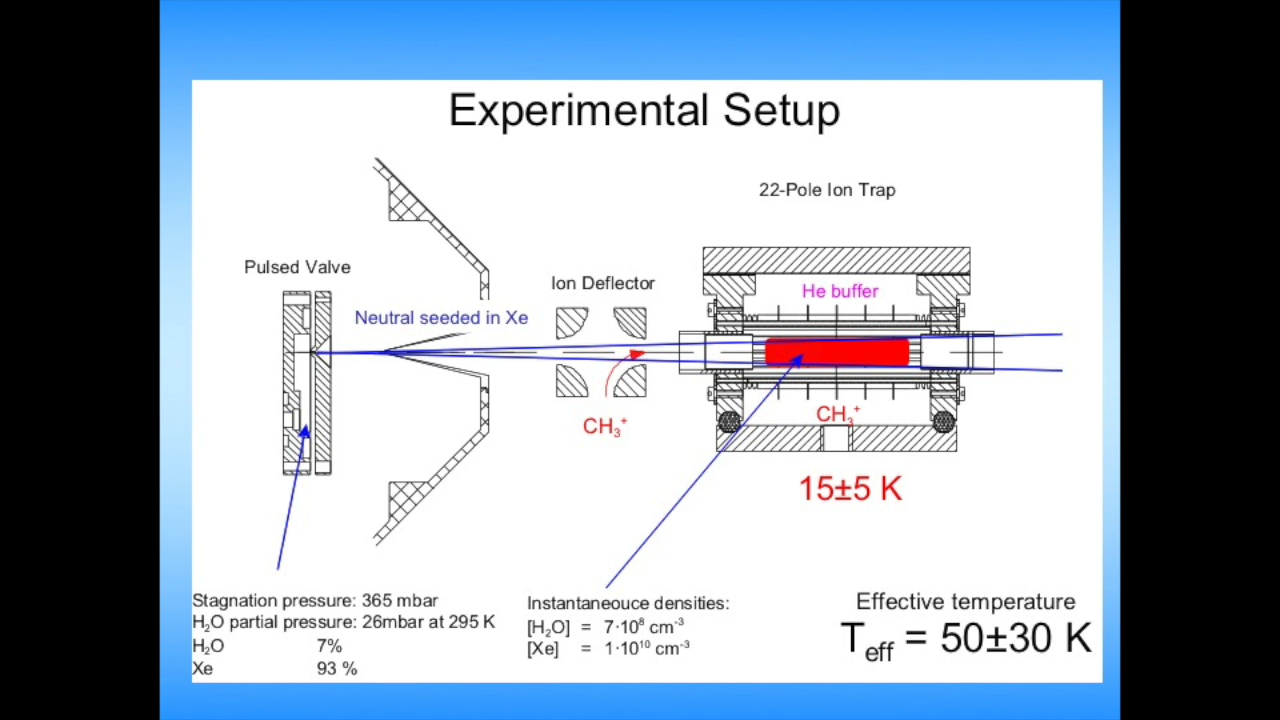 Experimental Setup
22-Pole Ion Trap
Pulsed Valve
Ion Deflector
He buffer
Neutral seeded in Xe
CH₃⁺
CH₃⁺
15±5 K
Stagnation pressure: 365 mbar
H₂O partial pressure: 26mbar at 295 K
H₂O 7%
Xe 93 %
Instantaneouce densities:
[H₂O] = 7·10⁸ cm⁻³
[Xe] = 1·10¹⁰ cm⁻³
Effective temperature
T_eff = 50±30 K